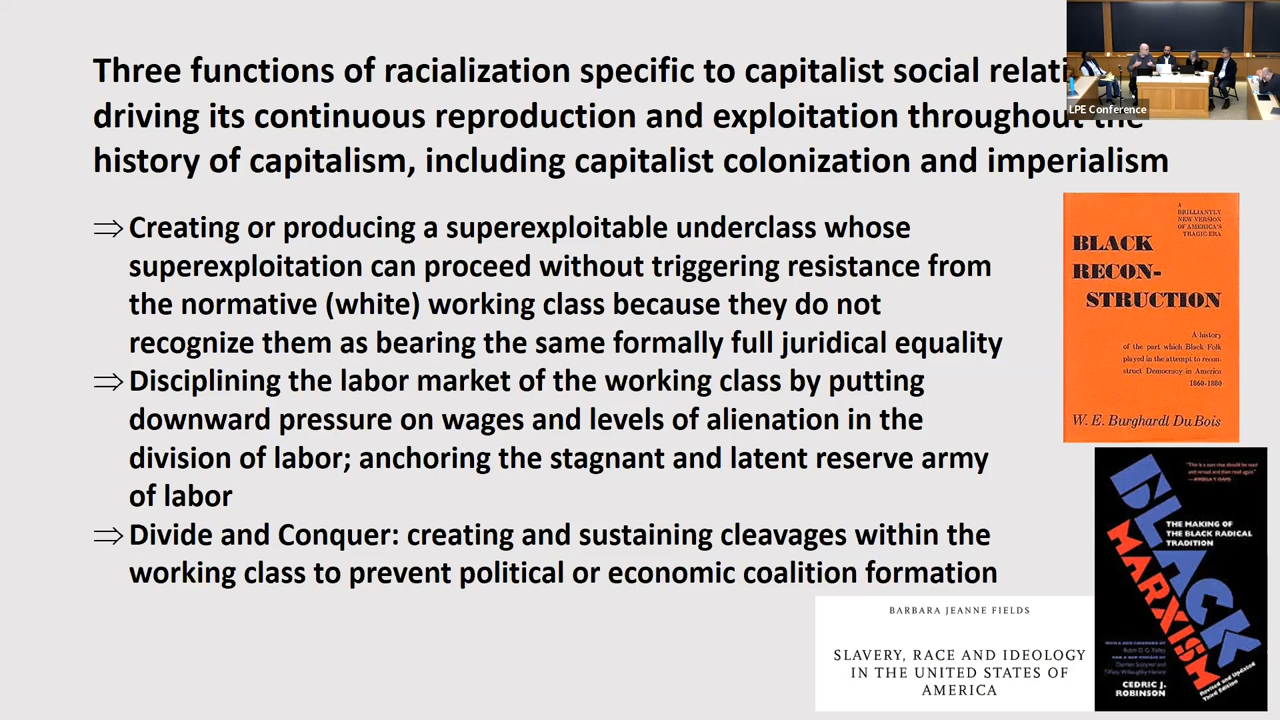 Three functions of racialization specific to capitalist social relati
driving its continuous reproduction and exploitation throughout the
history of capitalism, including capitalist colonization and imperialism
LPE Conference
⇒ Creating or producing a superexploitable underclass whose
superexploitation can proceed without triggering resistance from
the normative (white) working class because they do not
recognize them as bearing the same formally full juridical equality
⇒ Disciplining the labor market of the working class by putting
downward pressure on wages and levels of alienation in the
division of labor; anchoring the stagnant and latent reserve army
of labor
⇒ Divide and Conquer: creating and sustaining cleavages within the
working class to prevent political or economic coalition formation
A
BRILLIANTLY
NEW VERSION
OF AMERICA'S
TRAGIC ERA
BLACK
RECON-
STRUCTION
A history
of the part which Black Folk
played in the attempt to recon-
struct Democracy in America
1860-1880
W. E. Burghardt Du Bois
BARBARA JEANNE FIELDS
SLAVERY, RACE AND IDEOLOGY
IN THE UNITED STATES OF
AMERICA
BLACK
MARXISM
THE MAKING OF
THE BLACK RADICAL
TRADITION
CEDRIC J.
ROBINSON
Revised and Updated
Third Edition